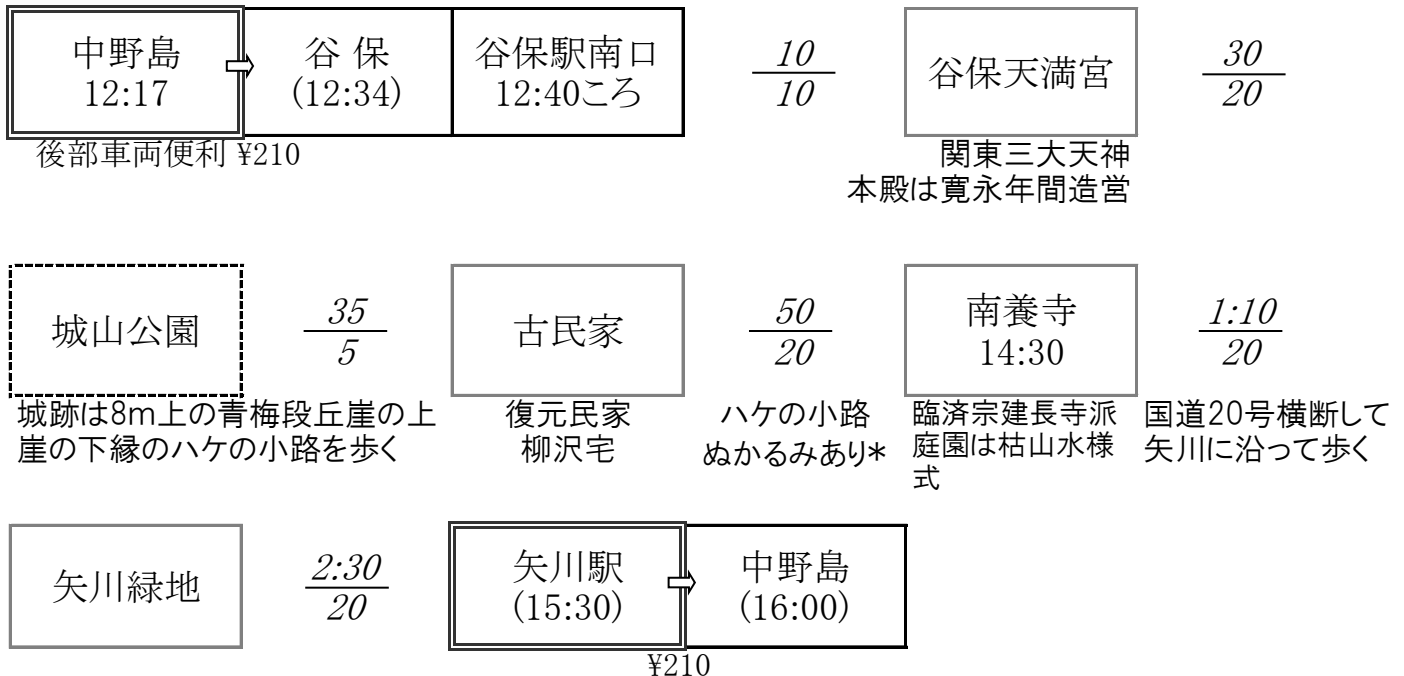 中野島
12:17
⇨
谷 保
(12:34)
谷保駅南口
12:40ころ
10
10
谷保天満宮
30
20
後部車両便利 ¥210
関東三大天神
本殿は寛永年間造営
城山公園
35
5
古民家
50
20
南養寺
14:30
1:10
20
城跡は8m上の青梅段丘崖の上
崖の下縁のハケの小路を歩く
復元民家
柳沢宅
ハケの小路
ぬかるみあり*
臨済宗建長寺派
庭園は枯山水様
式
国道20号横断して
矢川に沿って歩く
矢川緑地
2:30
20
矢川駅
(15:30)
⇨
中野島
(16:00)
¥210